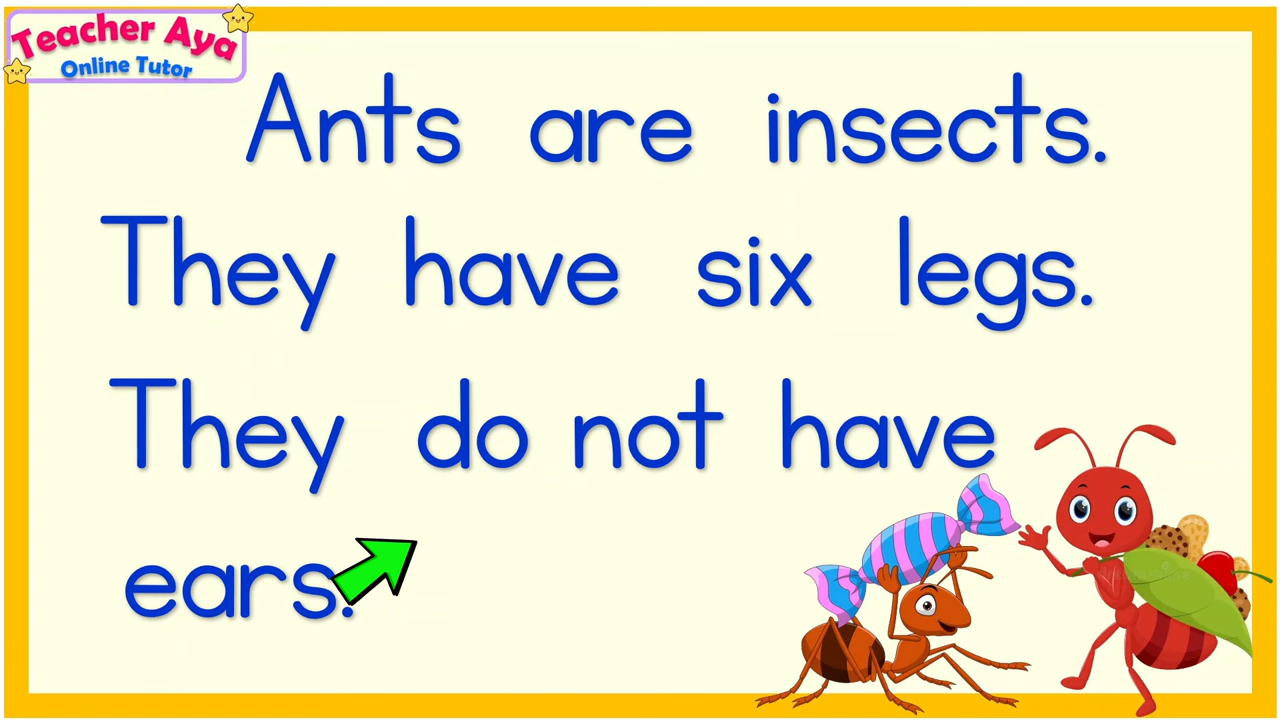 Teacher Aya
Online Tutor
Ants are insects.
They have six legs.
They do not have
ears.